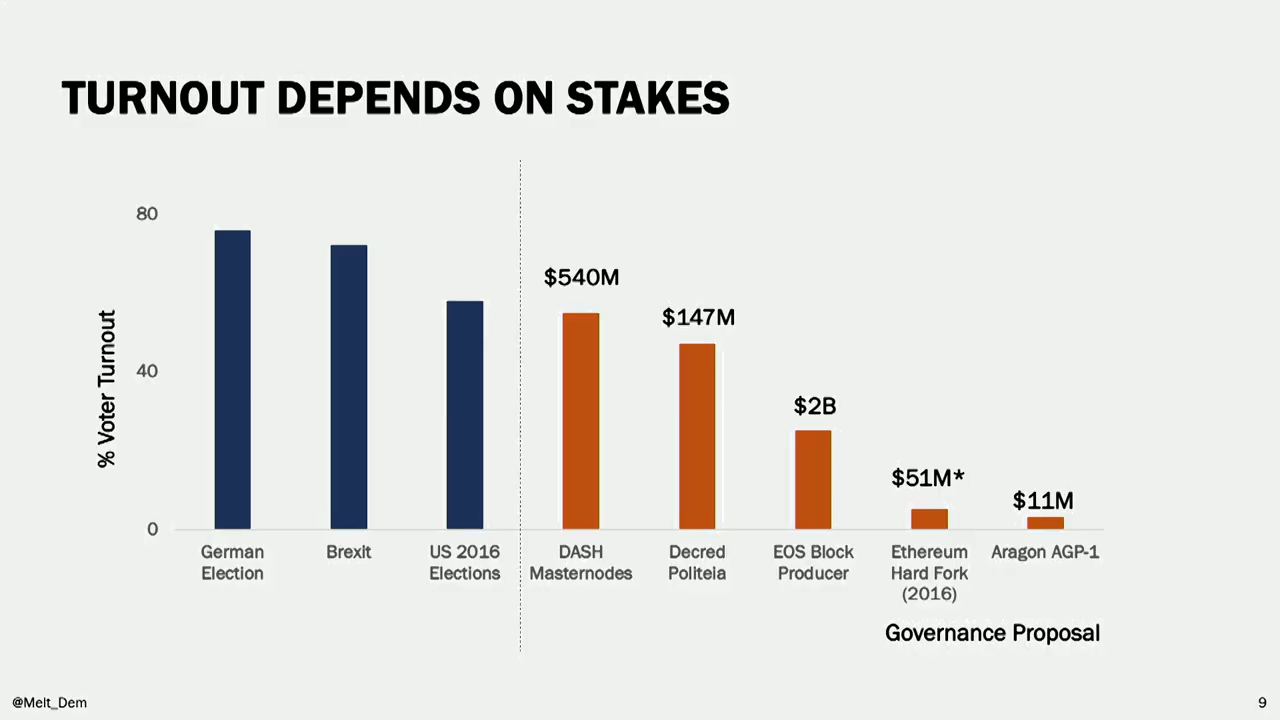 TURNOUT DEPENDS ON STAKES
80
40
0
% Voter Turnout
$540M
$147M
$2B
$51M*
$11M
German
Election
Brexit
US 2016
Elections
DASH
Masternodes
Decred
Politeia
EOS Block
Producer
Ethereum
Hard Fork
(2016)
Aragon AGP-1
Governance Proposal
@Melt_Dem
9